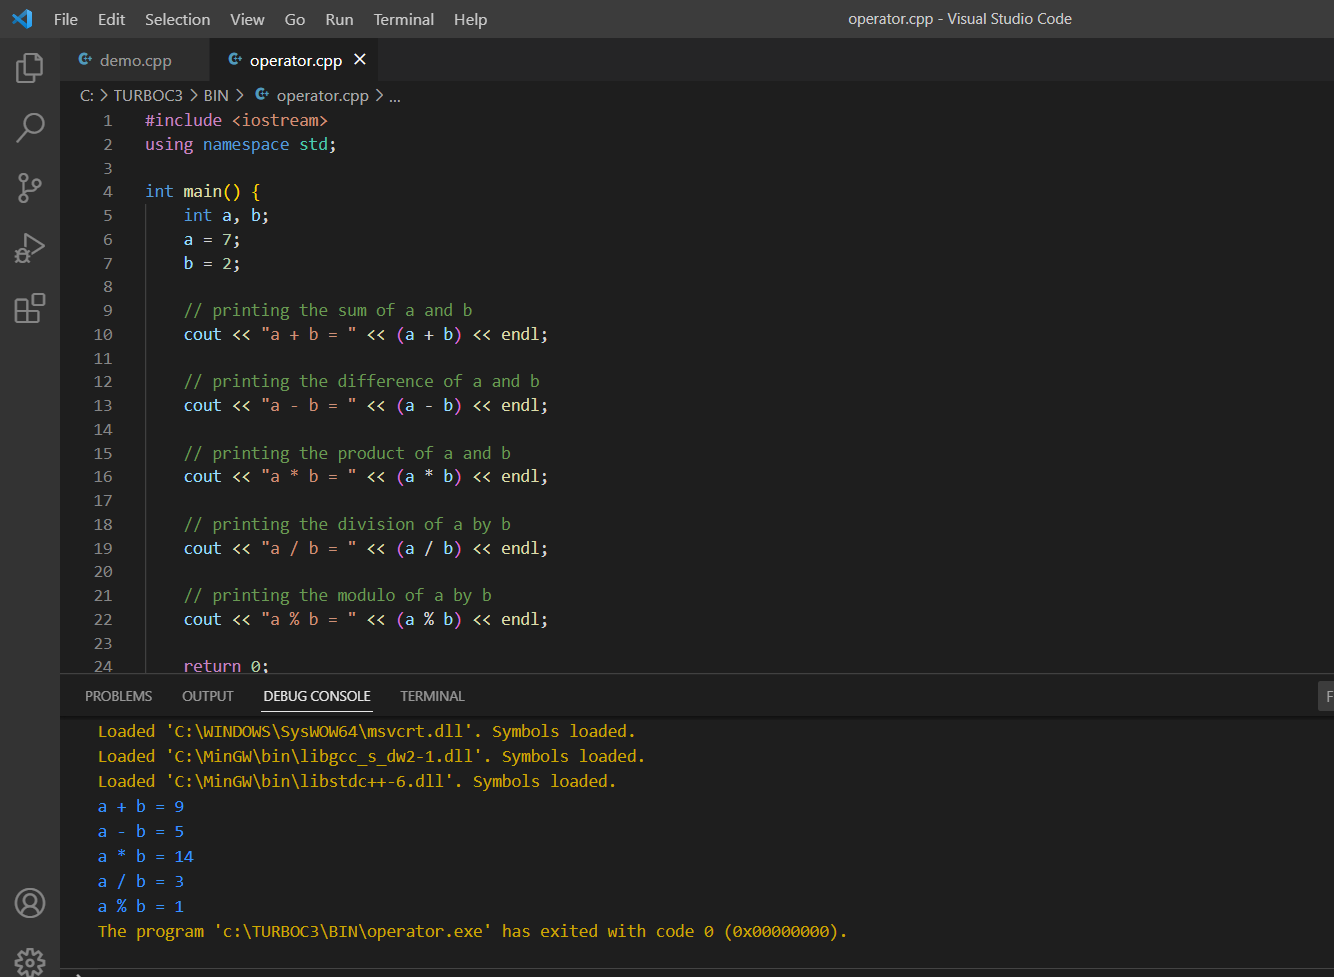 File Edit Selection View Go Run Terminal Help operator.cpp - Visual Studio Code
demo.cpp operator.cpp
C: > TURBOC3 > BIN > operator.cpp > ...
1 #include <iostream>
2 using namespace std;
3
4 int main() {
5     int a, b;
6     a = 7;
7     b = 2;
8
9     // printing the sum of a and b
10     cout << "a + b = " << (a + b) << endl;
11
12     // printing the difference of a and b
13     cout << "a - b = " << (a - b) << endl;
14
15     // printing the product of a and b
16     cout << "a * b = " << (a * b) << endl;
17
18     // printing the division of a by b
19     cout << "a / b = " << (a / b) << endl;
20
21     // printing the modulo of a by b
22     cout << "a % b = " << (a % b) << endl;
23
24     return 0;
PROBLEMS OUTPUT DEBUG CONSOLE TERMINAL F
Loaded 'C:\WINDOWS\SysWOW64\msvcrt.dll'. Symbols loaded.
Loaded 'C:\MinGW\bin\libgcc_s_dw2-1.dll'. Symbols loaded.
Loaded 'C:\MinGW\bin\libstdc++-6.dll'. Symbols loaded.
a + b = 9
a - b = 5
a * b = 14
a / b = 3
a % b = 1
The program 'c:\TURBOC3\BIN\operator.exe' has exited with code 0 (0x00000000).